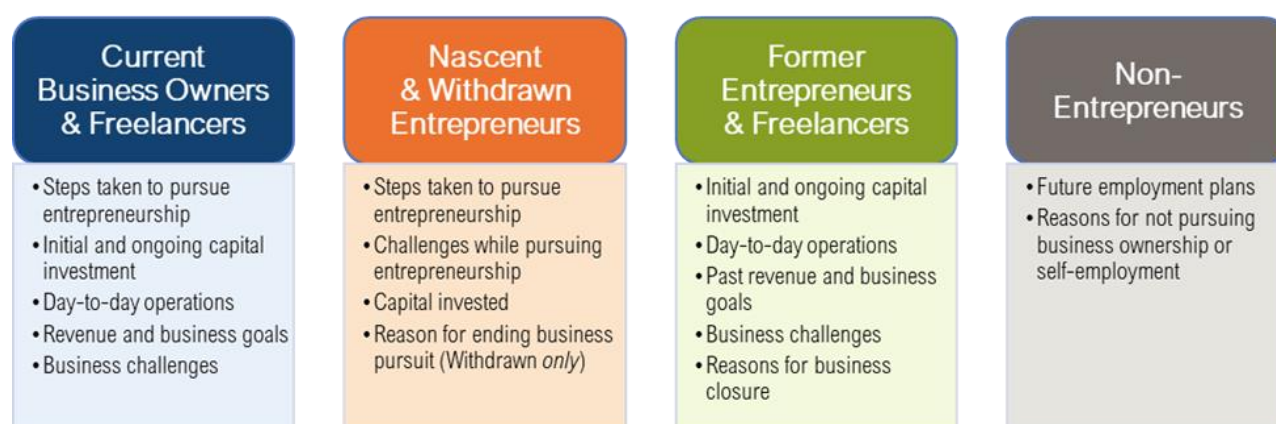 Current
Business Owners
& Freelancers
• Steps taken to pursue
entrepreneurship
• Initial and ongoing capital
investment
• Day-to-day operations
• Revenue and business goals
• Business challenges
Nascent
& Withdrawn
Entrepreneurs
• Steps taken to pursue
entrepreneurship
• Challenges while pursuing
entrepreneurship
• Capital invested
• Reason for ending business
pursuit (Withdrawn only)
Former
Entrepreneurs
& Freelancers
• Initial and ongoing capital
investment
• Day-to-day operations
• Past revenue and business
goals
• Business challenges
• Reasons for business
closure
Non-
Entrepreneurs
• Future employment plans
• Reasons for not pursuing
business ownership or
self-employment